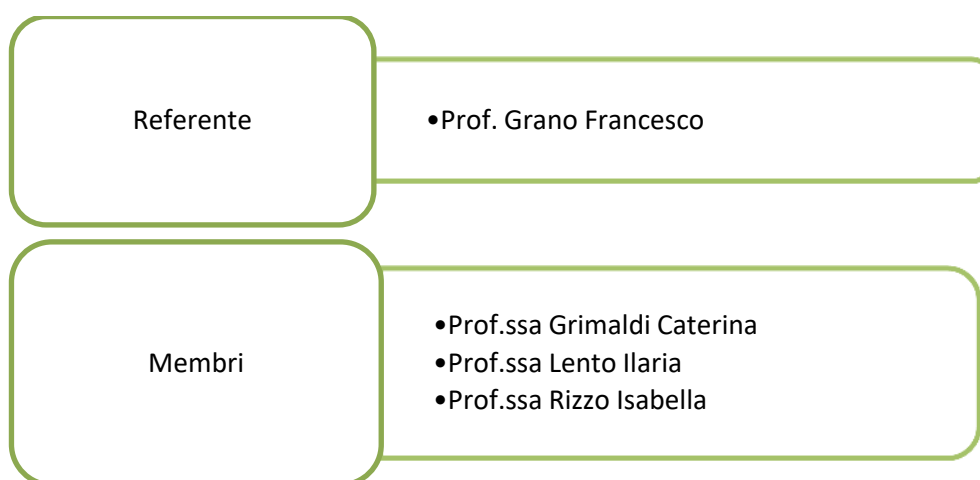 Referente
•Prof. Grano Francesco
Membri
•Prof.ssa Grimaldi Caterina
•Prof.ssa Lento Ilaria
•Prof.ssa Rizzo Isabella